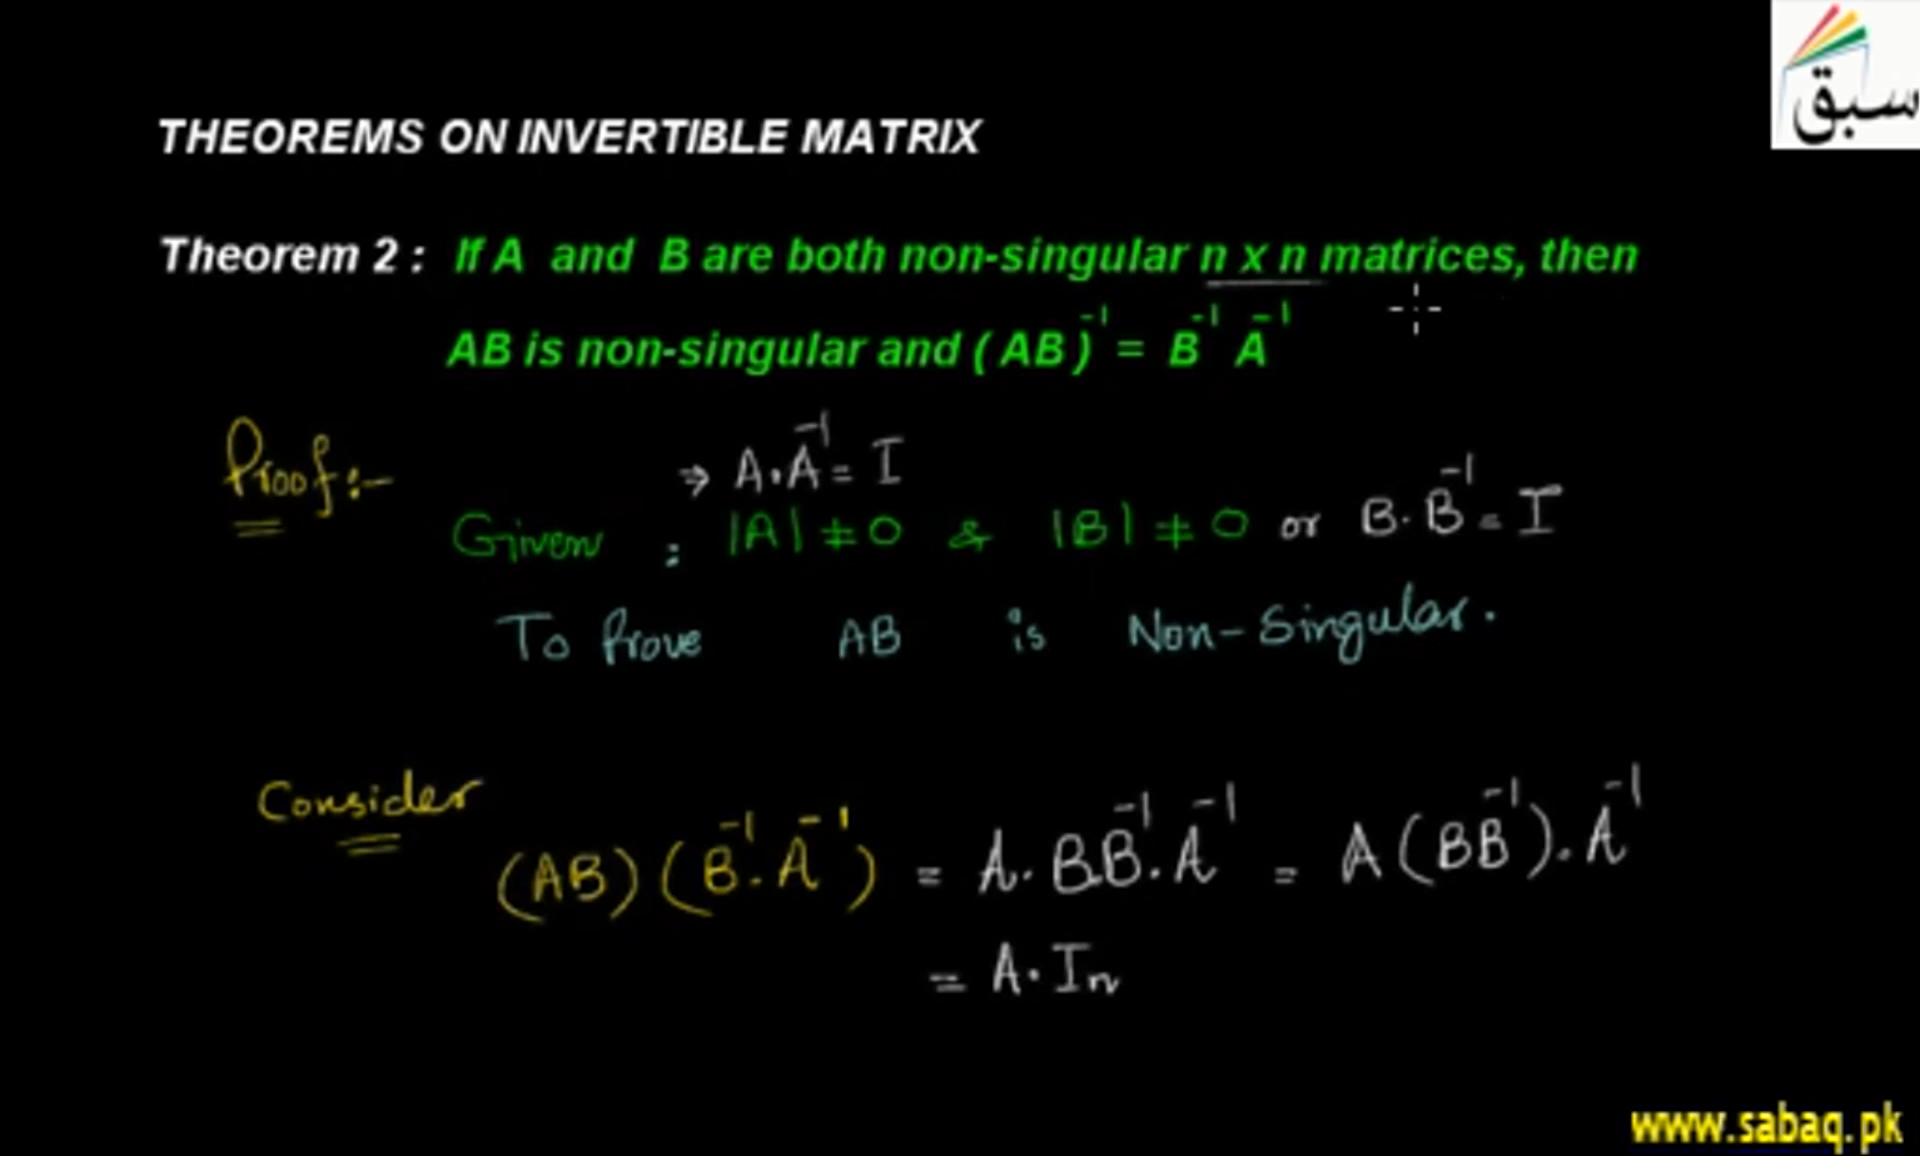 سبق
THEOREMS ON INVERTIBLE MATRIX
Theorem 2 : If A and B are both non-singular n x n matrices, then
AB is non-singular and ( AB )⁻¹ = B⁻¹ A⁻¹
Proof :-
⇒ A . A⁻¹ = I
Given : |A| ≠ 0 & |B| ≠ 0 or B . B⁻¹ = I
To Prove AB is Non-Singular.
Consider
(AB) (B⁻¹ . A⁻¹) = A . BB⁻¹ . A⁻¹ = A (BB⁻¹) . A⁻¹
= A . In
www.sabaq.pk